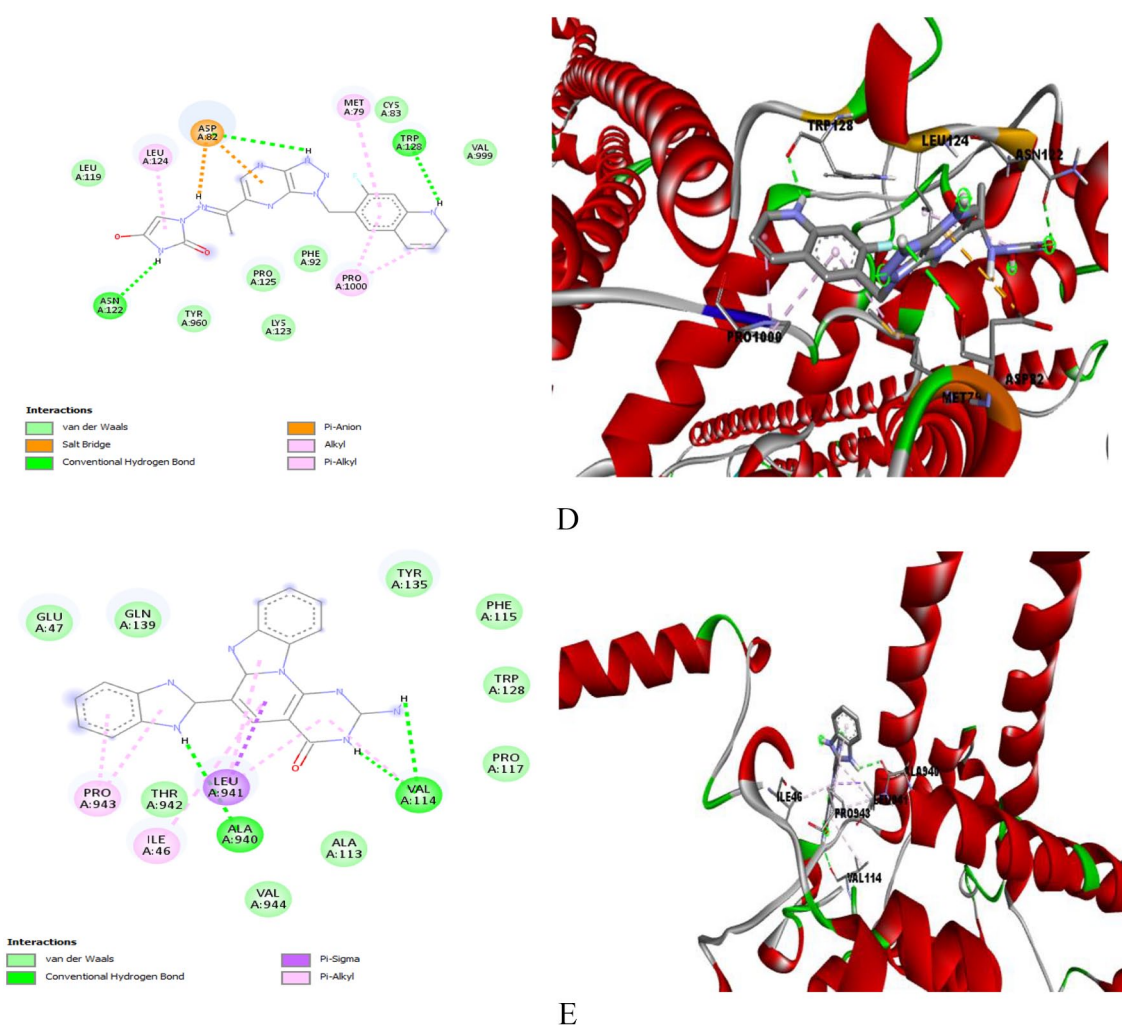 MET
A:79
CYS
A:83
ASP
A:82
TRP
A:128
VAL
A:999
LEU
A:124
LEU
A:119
H
H
H
N
N
N
N
N
N
N
N
F
O
O
N
H
PHE
A:92
PRO
A:125
PRO
A:1000
ASN
A:122
TYR
A:960
LYS
A:123
Interactions
van der Waals
Salt Bridge
Conventional Hydrogen Bond
Pi-Anion
Alkyl
Pi-Alkyl
TRP128
LEU124
ASN122
PRO1000
ASP82
MET79
D
TYR
A:135
GLU
A:47
GLN
A:139
PHE
A:115
TRP
A:128
PRO
A:117
N
N
N
N
N
H
N
H
O
N
H
PRO
A:943
THR
A:942
LEU
A:941
VAL
A:114
ILE
A:46
ALA
A:940
ALA
A:113
VAL
A:944
Interactions
van der Waals
Conventional Hydrogen Bond
Pi-Sigma
Pi-Alkyl
ILE46
PRO943
VAL114
E